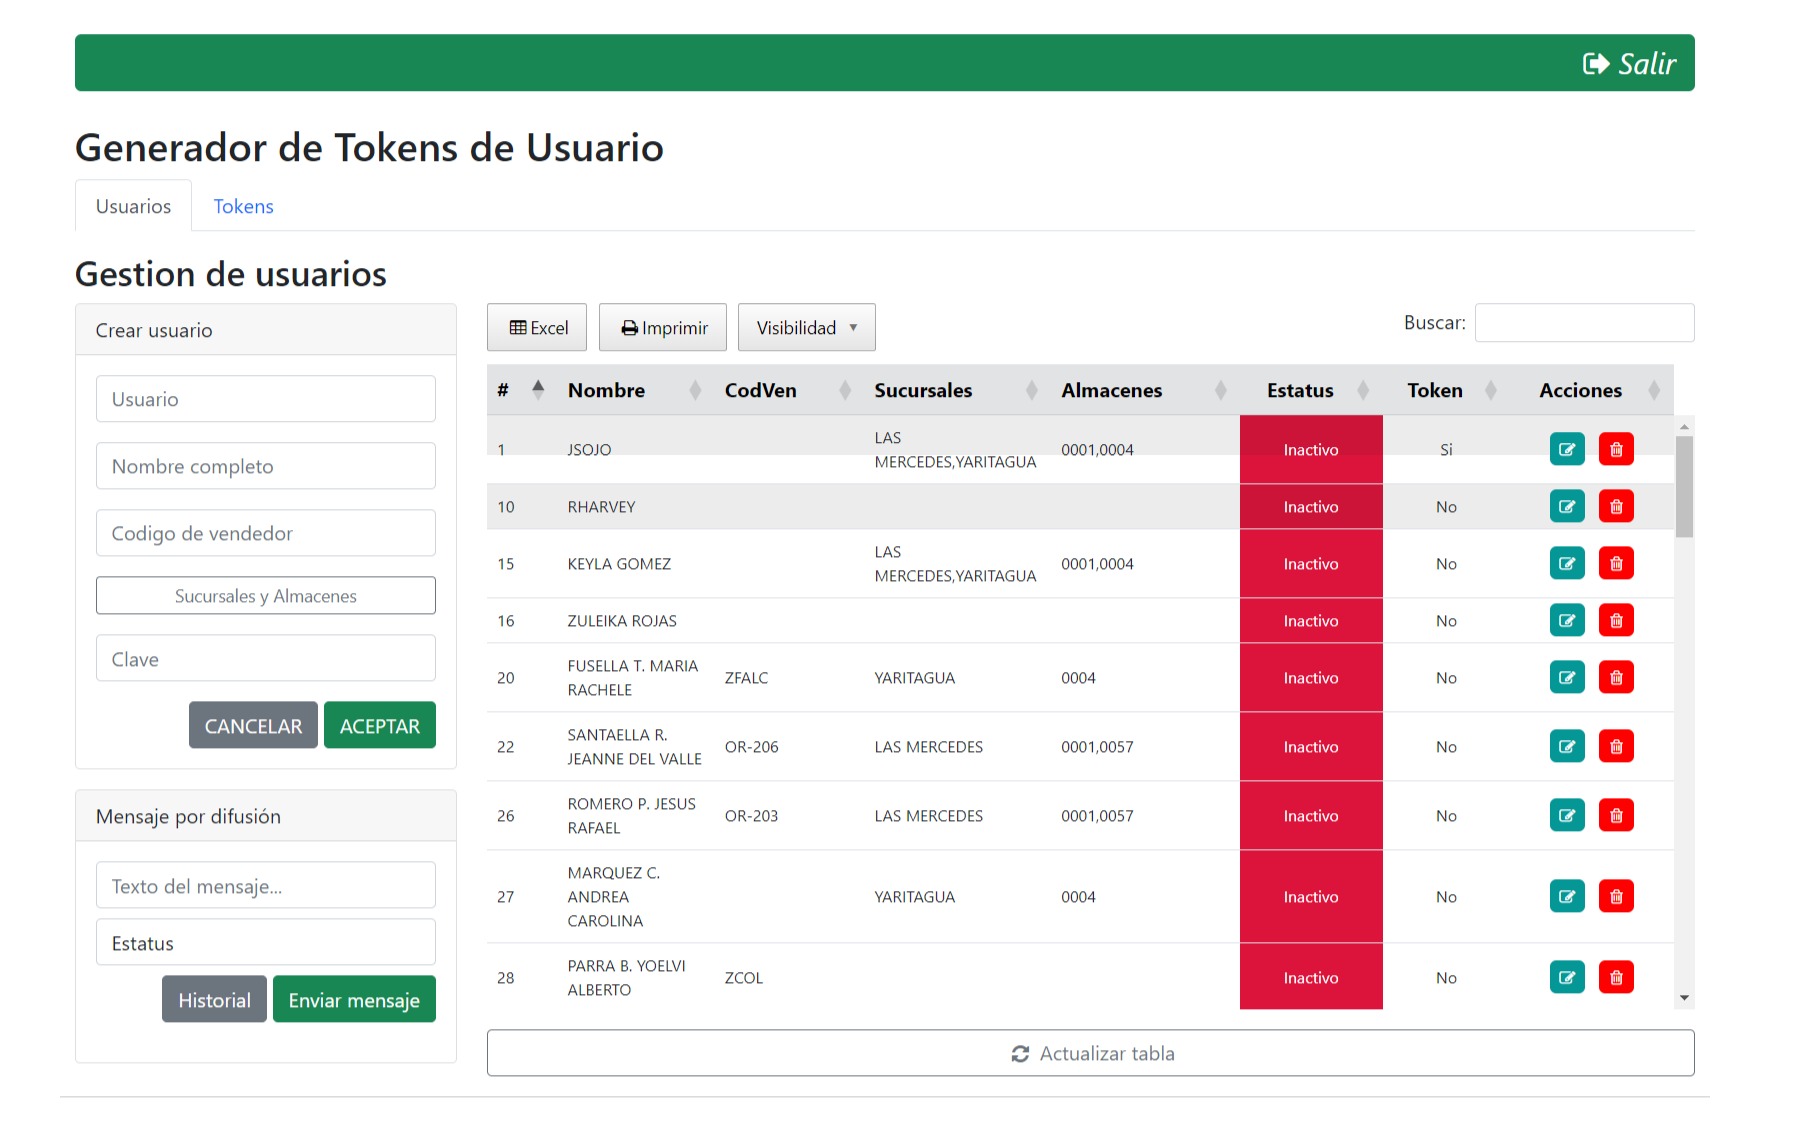 Salir
Generador de Tokens de Usuario
Usuarios Tokens
Gestion de usuarios
Crear usuario
Usuario
Nombre completo
Codigo de vendedor
Sucursales y Almacenes
Clave
CANCELAR ACEPTAR
Mensaje por difusión
Texto del mensaje...
Estatus
Historial Enviar mensaje
Excel Imprimir Visibilidad Buscar:
# Nombre CodVen Sucursales Almacenes Estatus Token Acciones
1 JSOJO LAS MERCEDES,YARITAGUA 0001,0004 Inactivo Si
10 RHARVEY Inactivo No
15 KEYLA GOMEZ LAS MERCEDES,YARITAGUA 0001,0004 Inactivo No
16 ZULEIKA ROJAS Inactivo No
20 FUSELLA T. MARIA RACHELE ZFALC YARITAGUA 0004 Inactivo No
22 SANTAELLA R. JEANNE DEL VALLE OR-206 LAS MERCEDES 0001,0057 Inactivo No
26 ROMERO P. JESUS RAFAEL OR-203 LAS MERCEDES 0001,0057 Inactivo No
27 MARQUEZ C. ANDREA CAROLINA YARITAGUA 0004 Inactivo No
28 PARRA B. YOELVI ALBERTO ZCOL Inactivo No
Actualizar tabla